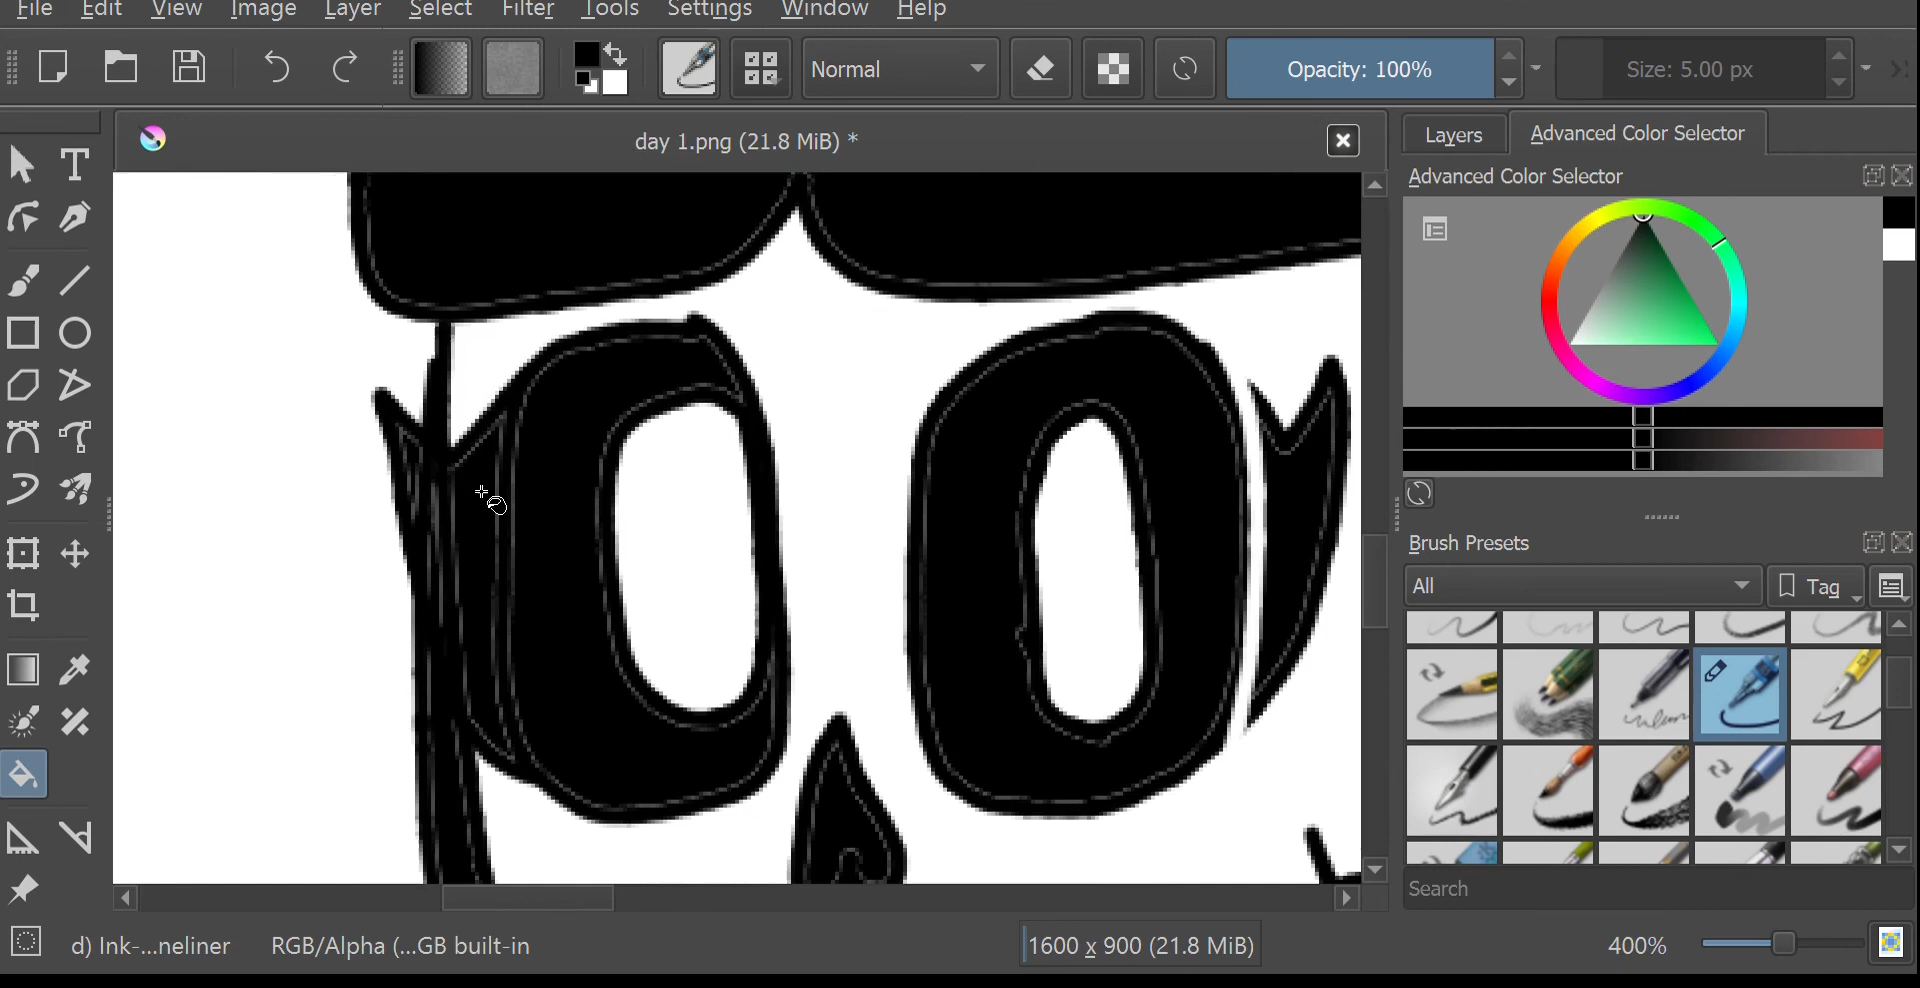 File Edit View Image Layer Select Filter Tools Settings Window Help
Normal Opacity: 100% Size: 5.00 px
day 1.png (21.8 MiB) *
Layers Advanced Color Selector
Advanced Color Selector
Brush Presets
All Tag
Search
d) Ink-...neliner RGB/Alpha (...GB built-in 1600 x 900 (21.8 MiB) 400%